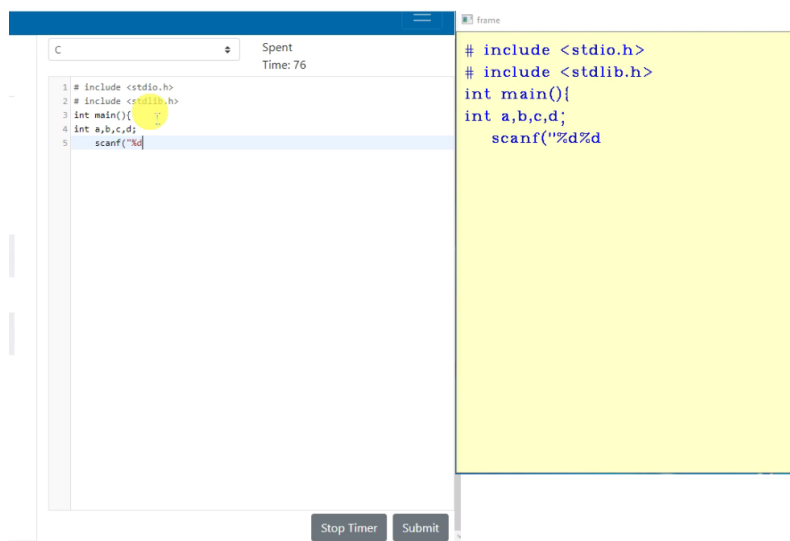 C
Spent
Time: 76
1 # include <stdio.h>
2 # include <stdlib.h>
3 int main(){
4 int a,b,c,d;
5 scanf("%d
Stop Timer
Submit
frame
# include <stdio.h>
# include <stdlib.h>
int main(){
int a,b,c,d;
scanf("%d%d